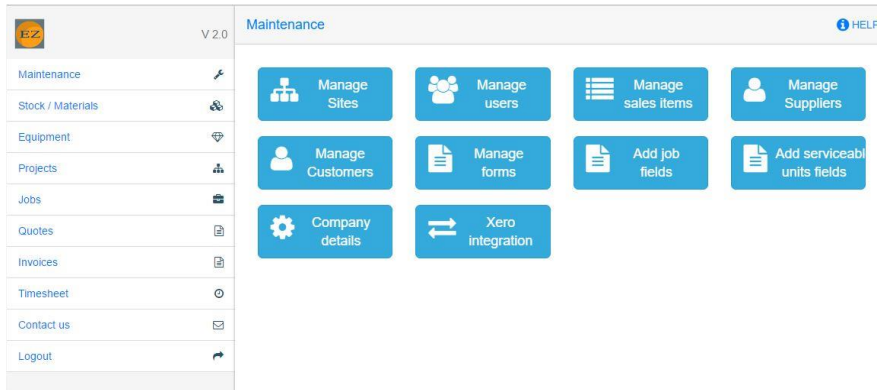 EZ
V 2.0
Maintenance
Stock / Materials
Equipment
Projects
Jobs
Quotes
Invoices
Timesheet
Contact us
Logout
Maintenance
HELP
Manage
Sites
Manage
users
Manage
sales items
Manage
Suppliers
Manage
Customers
Manage
forms
Add job
fields
Add serviceabl
units fields
Company
details
Xero
integration